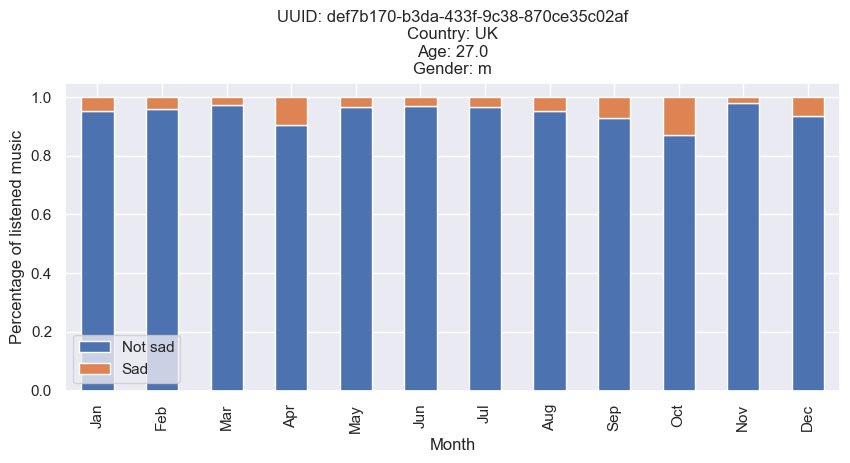 UUID: def7b170-b3da-433f-9c38-870ce35c02af
Country: UK
Age: 27.0
Gender: m
Percentage of listened music
1.0
0.8
0.6
0.4
0.2
0.0
Not sad
Sad
Jan
Feb
Mar
Apr
May
Jun
Jul
Aug
Sep
Oct
Nov
Dec
Month